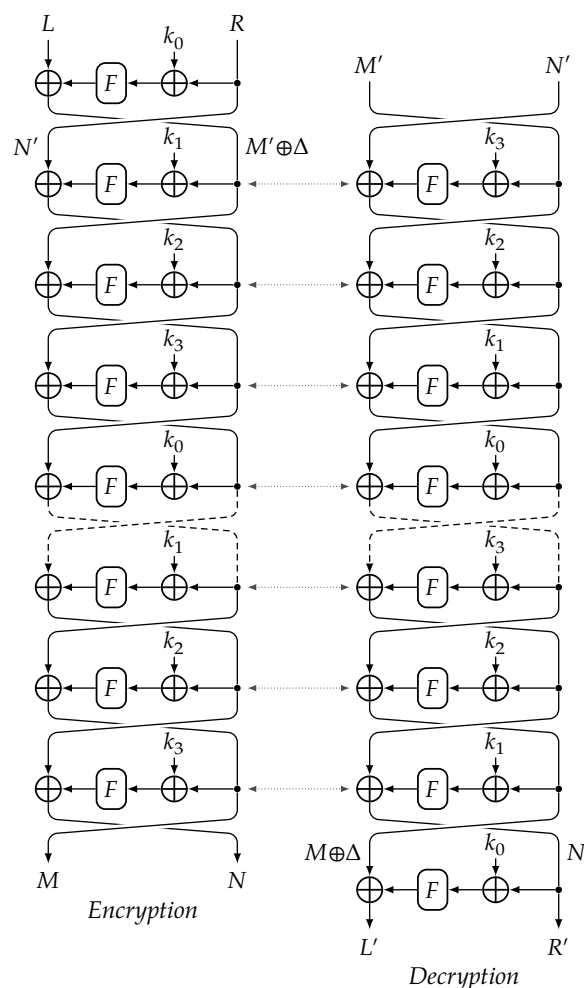 L R
k₀
F
M′ N′
N′ k₁ M′⊕Δ
F
k₃
F
k₂
F
k₂
F
k₃
F
k₁
F
k₀
F
k₀
F
k₁
F
k₃
F
k₂
F
k₂
F
k₃
F
k₁
F
M N
Encryption
M⊕Δ k₀ N
F
L′ R′
Decryption